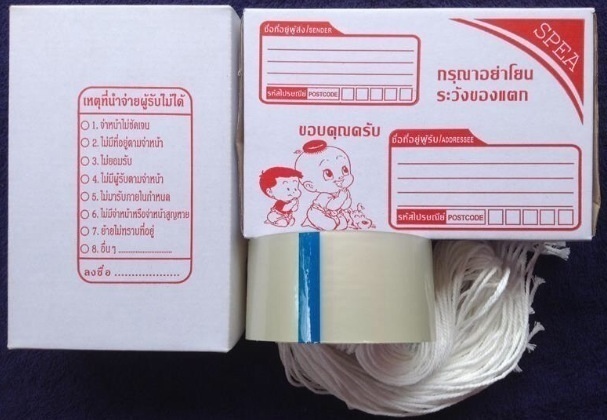 เหตุที่นำจ่ายผู้รับไม่ได้
1. จ่าหน้าไม่ชัดเจน
2. ไม่มีที่อยู่ตามจ่าหน้า
3. ไม่ยอมรับ
4. ไม่มีผู้รับตามจ่าหน้า
5. ไม่มารับภายในกำหนด
6. ไม่มีจ่าหน้าหรือจ่าหน้าสูญหาย
7. ย้ายไม่ทราบที่อยู่
8. อื่นๆ ....................
ลงชื่อ ....................
ชื่อที่อยู่ผู้ส่ง/SENDER
รหัสไปรษณีย์ POSTCODE
SPEA
กรุณาอย่าโยน
ระวังของแตก
ขอบคุณครับ
ชื่อที่อยู่ผู้รับ/ADDRESSEE
รหัสไปรษณีย์ POSTCODE